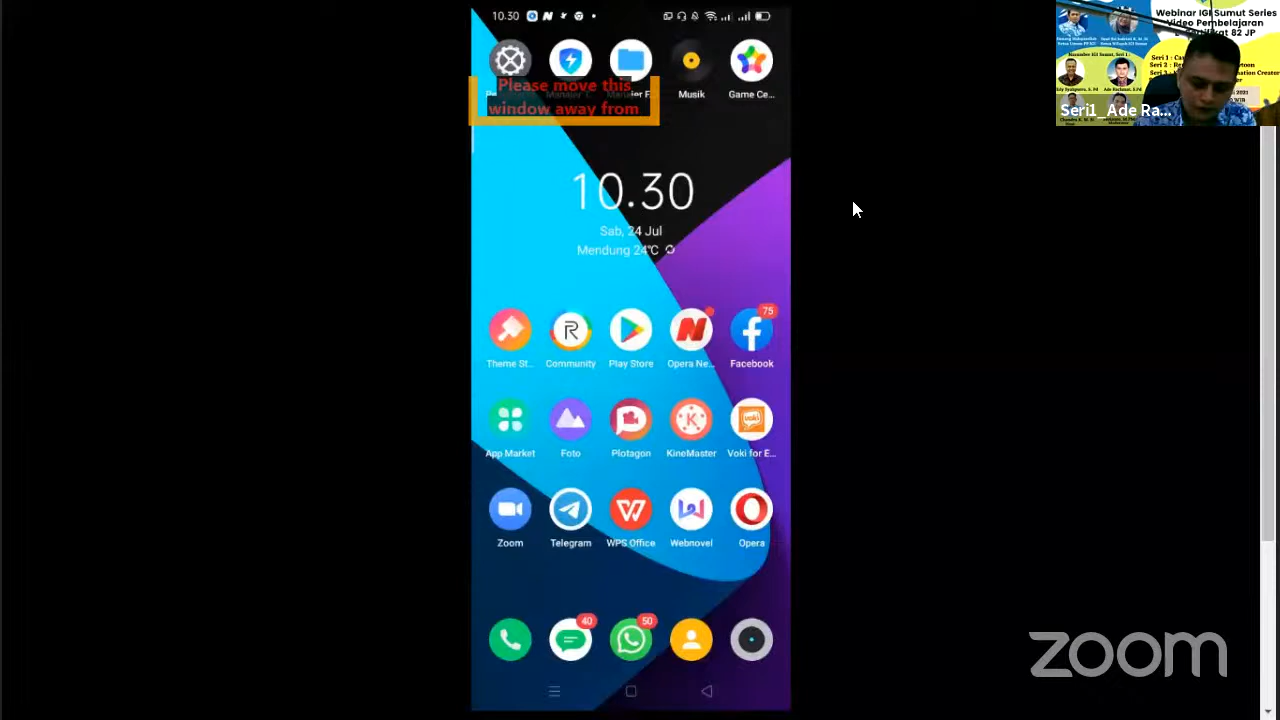 10.30
Musik
Game Ce...
Please move this
window away from
10.30
Sab, 24 Jul
Mendung 24°C
75
Theme St...
Community
Play Store
Opera Ne...
Facebook
App Market
Foto
Plotagon
KineMaster
Voki for E...
Zoom
Telegram
WPS Office
Webnovel
Opera
40
50
Webinar IGI Sumut Series
Video Pembelajaran
82 JP
Seri1_Ade Ra...
zoom